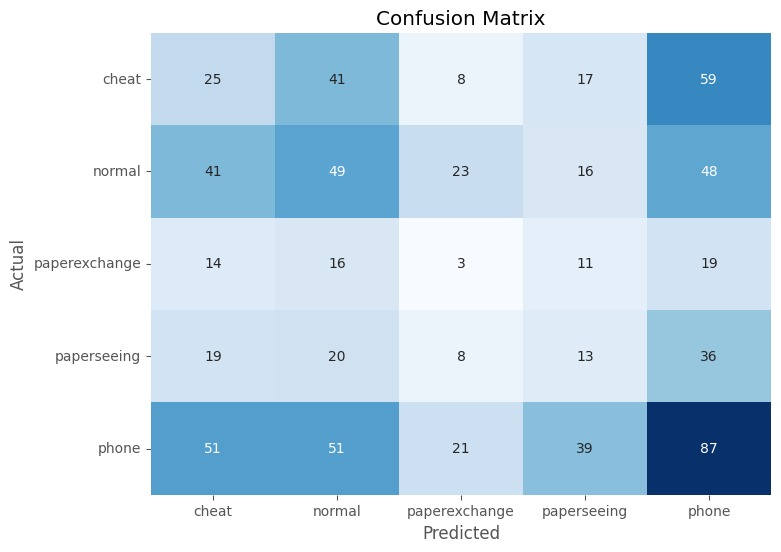 Confusion Matrix
Actual
cheat 25 41 8 17 59
normal 41 49 23 16 48
paperexchange 14 16 3 11 19
paperseeing 19 20 8 13 36
phone 51 51 21 39 87
cheat normal paperexchange paperseeing phone
Predicted